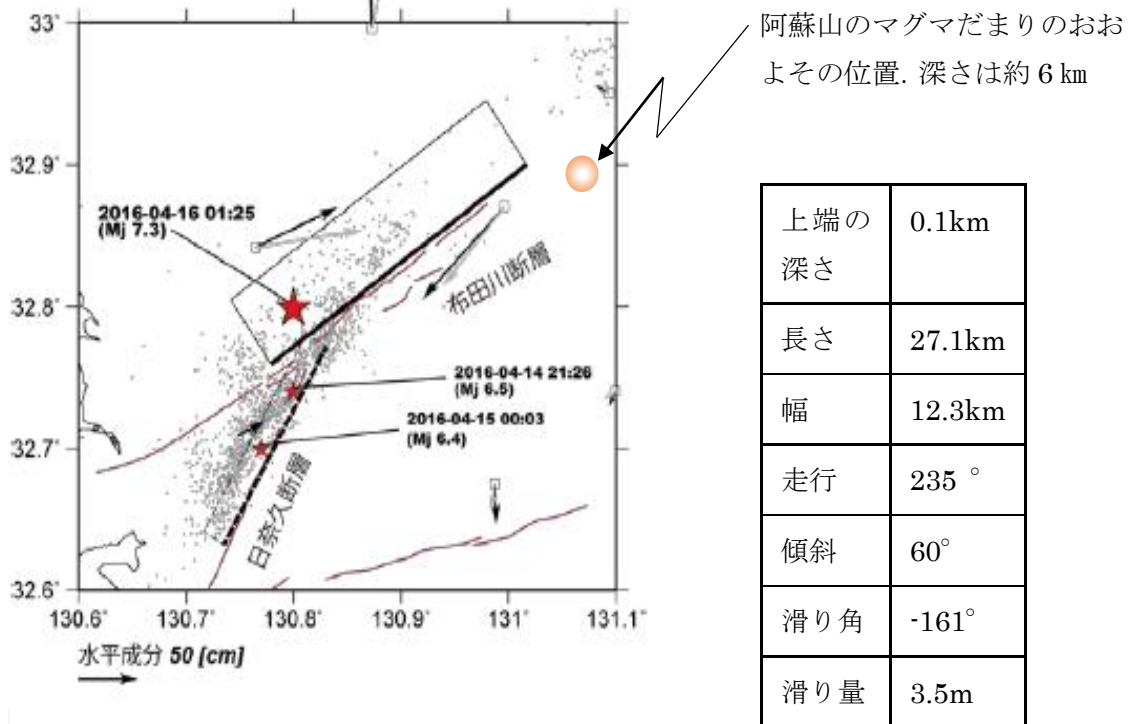 33°
32.9°
32.8°
32.7°
32.6°
130.6°
130.7°
130.8°
130.9°
131°
131.1°
2016-04-16 01:25
(Mj 7.3)
布田川断層
2016-04-14 21:26
(Mj 6.5)
2016-04-15 00:03
(Mj 6.4)
日奈久断層
水平成分 50 [cm]
阿蘇山のマグマだまりのおお
よその位置. 深さは約 6 ㎞
上端の 0.1km
深さ
長さ 27.1km
幅 12.3km
走行 235 °
傾斜 60°
滑り角 -161°
滑り量 3.5m